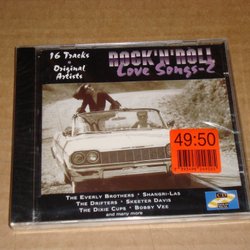 16 Tracks
Original
Artists
ROCK'N'ROLL
Love Songs-2
49:50
THE EVERLY BROTHERS · SHANGRI-LAS
THE DRIFTERS · SKEETER DAVIS
THE DIXIE CUPS · BOBBY VEE
and many more